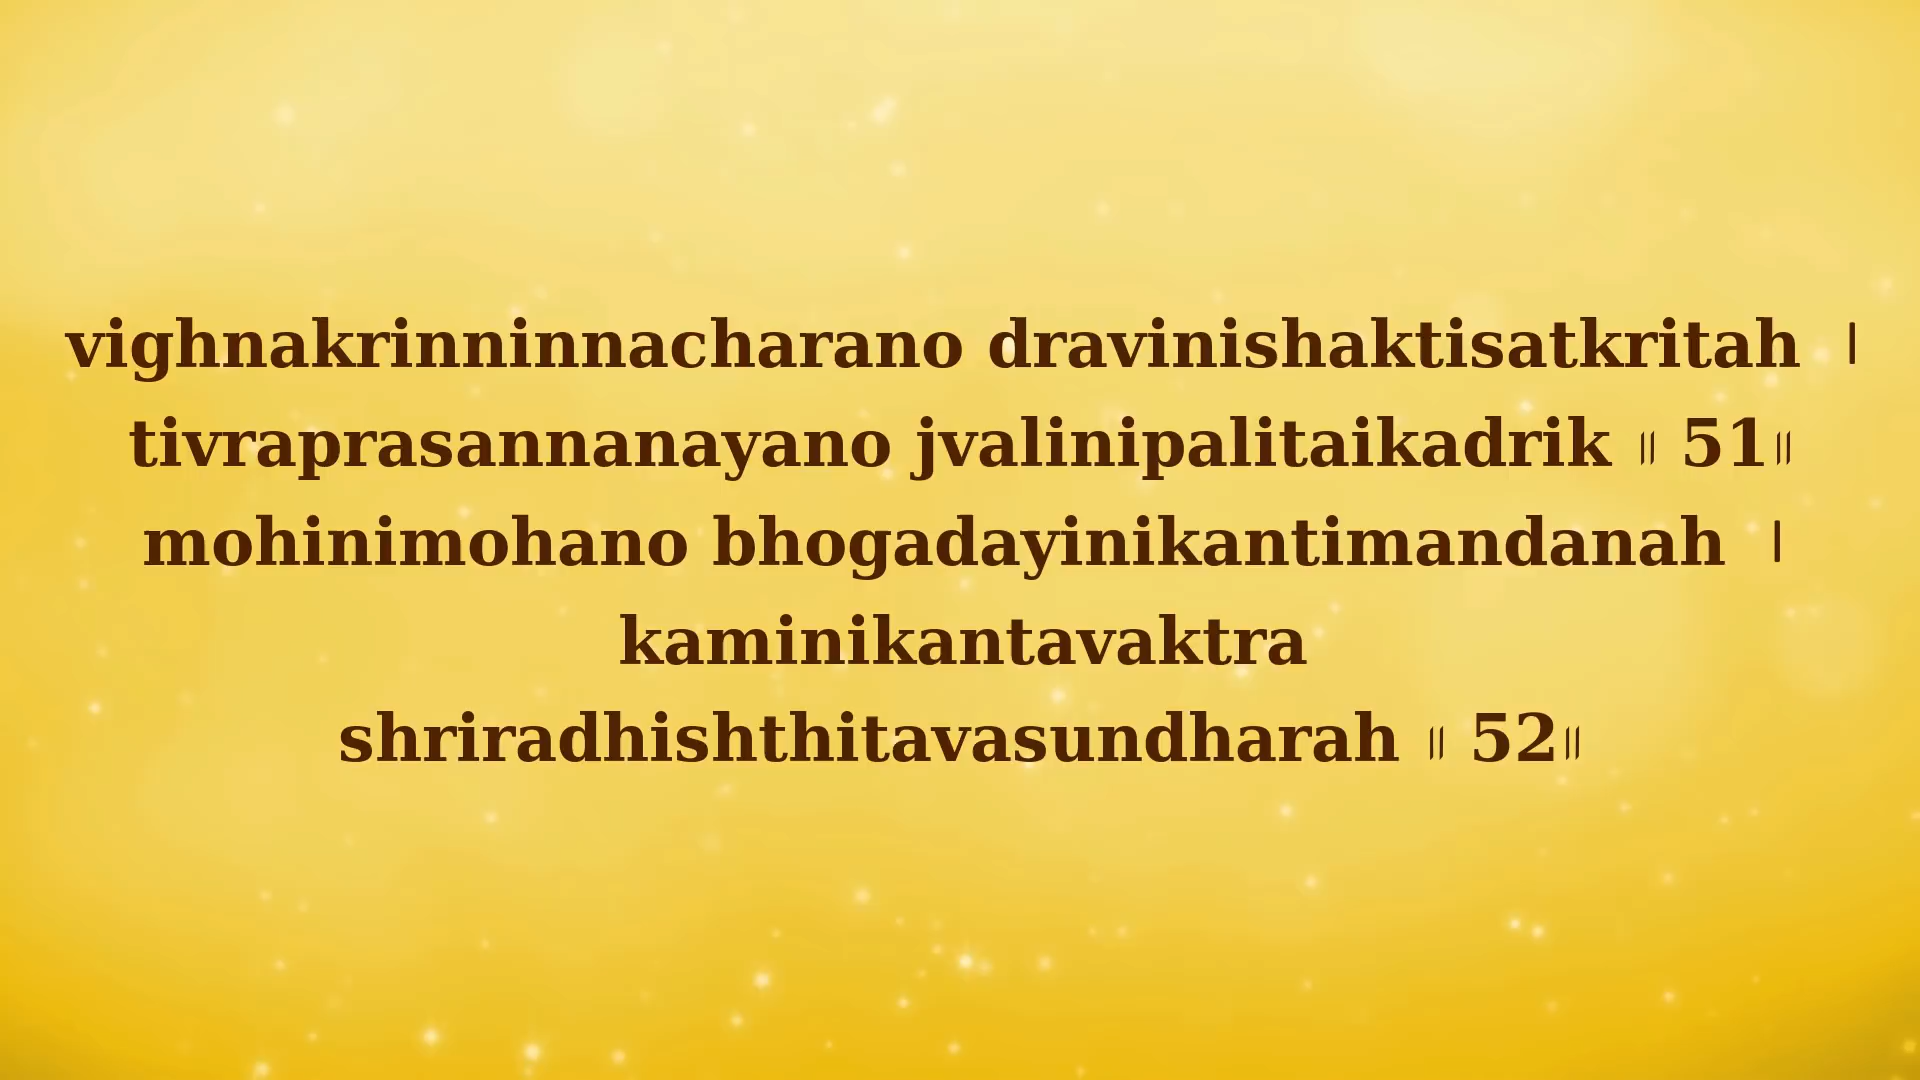 vighnakrinninnacharano dravinishaktisatkritah ।
tivraprasannanayano jvalinipalitaikadrik ॥ 51॥
mohinimohano bhogadayinikantimandanah ।
kaminikantavaktra
shriradhishthitavasundharah ॥ 52॥